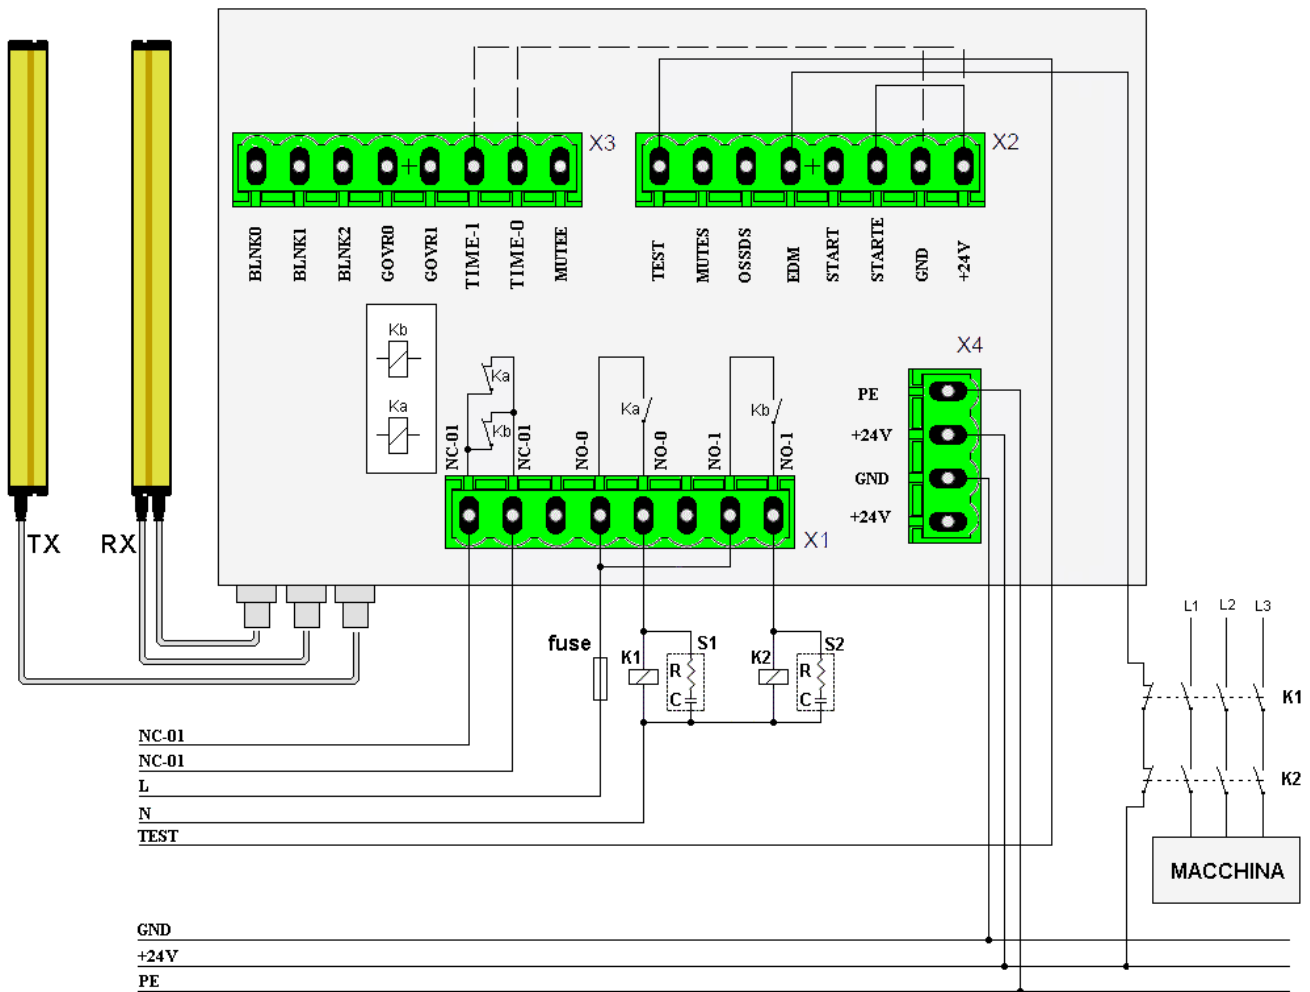 X3
X2
BLNK0
BLNK1
BLNK2
GOVR0
GOVR1
TIME-1
TIME-0
MUTEE
TEST
MUTES
OSSDS
EDM
START
STARTE
GND
+24V
Kb
Ka
Ka
Kb
Ka
Kb
NC-01
NC-01
NO-0
NO-0
NO-1
NO-1
X4
PE
+24V
GND
+24V
X1
TX
RX
fuse
K1
S1
R
C
K2
S2
R
C
L1
L2
L3
K1
K2
MACCHINA
NC-01
NC-01
L
N
TEST
GND
+24V
PE